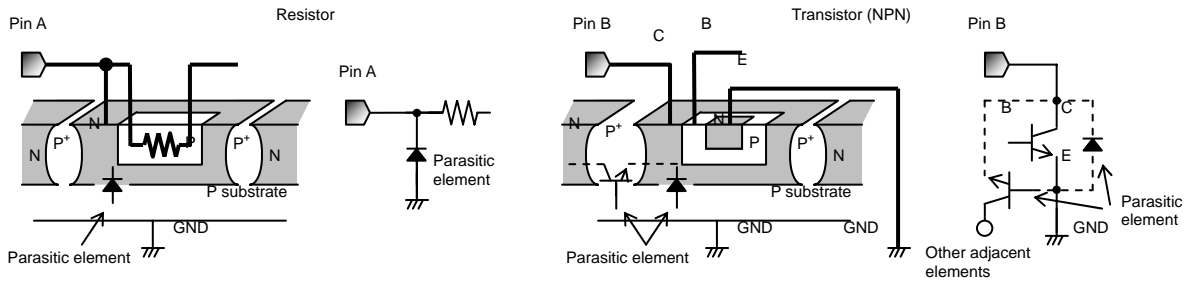 Resistor
Transistor (NPN)
Pin A
Pin B
C
B
E
Pin B
Pin A
N
P+
P
P+
N
N
N
P+
N
P
P+
N
B
C
E
Parasitic
element
P substrate
P substrate
Parasitic
element
GND
GND
GND
GND
Parasitic element
Parasitic element
Other adjacent
elements